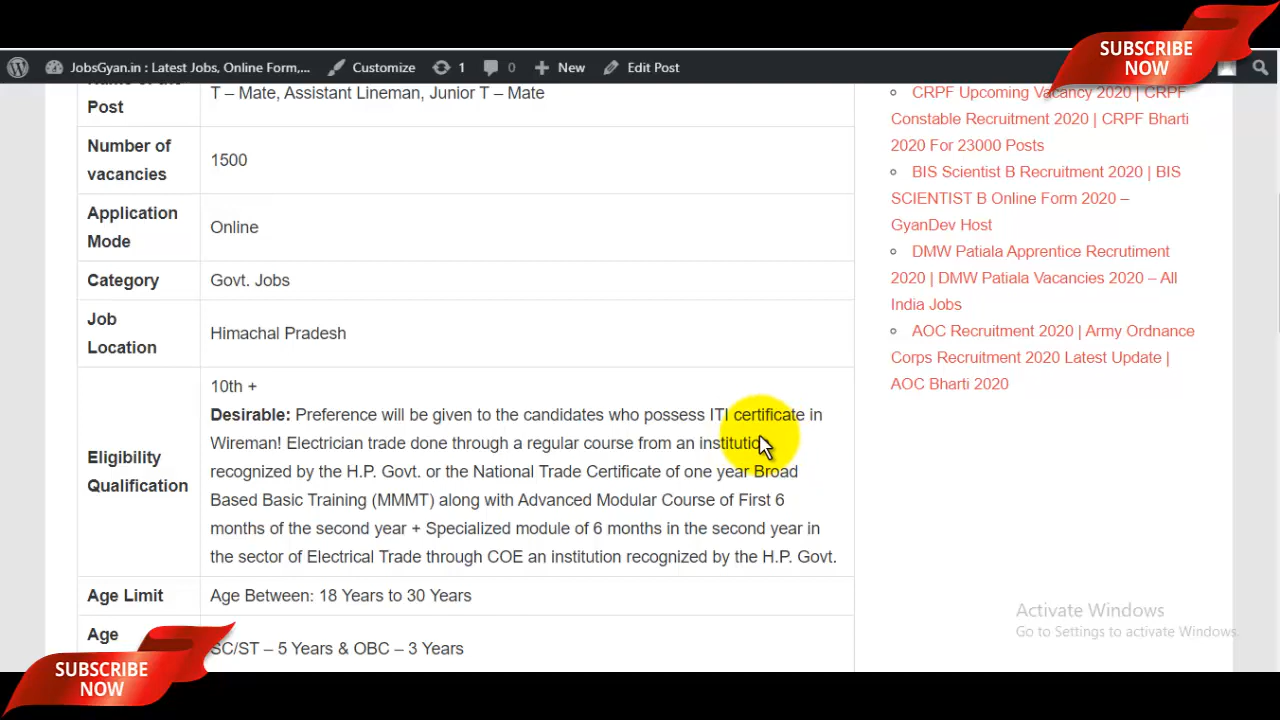 SUBSCRIBE
NOW
JobsGyan.in : Latest Jobs, Online Form,... Customize 1 0 New Edit Post
Post
T – Mate, Assistant Lineman, Junior T – Mate
Number of
vacancies
1500
Application
Mode
Online
Category
Govt. Jobs
Job
Location
Himachal Pradesh
Eligibility
Qualification
10th +
Desirable: Preference will be given to the candidates who possess ITI certificate in
Wireman! Electrician trade done through a regular course from an institution
recognized by the H.P. Govt. or the National Trade Certificate of one year Broad
Based Basic Training (MMMT) along with Advanced Modular Course of First 6
months of the second year + Specialized module of 6 months in the second year in
the sector of Electrical Trade through COE an institution recognized by the H.P. Govt.
Age Limit
Age Between: 18 Years to 30 Years
Age
SC/ST – 5 Years & OBC – 3 Years
CRPF Upcoming Vacancy 2020 | CRPF
Constable Recruitment 2020 | CRPF Bharti
2020 For 23000 Posts
BIS Scientist B Recruitment 2020 | BIS
SCIENTIST B Online Form 2020 –
GyanDev Host
DMW Patiala Apprentice Recrutiment
2020 | DMW Patiala Vacancies 2020 – All
India Jobs
AOC Recruitment 2020 | Army Ordnance
Corps Recruitment 2020 Latest Update |
AOC Bharti 2020
Activate Windows
Go to Settings to activate Windows.
SUBSCRIBE
NOW